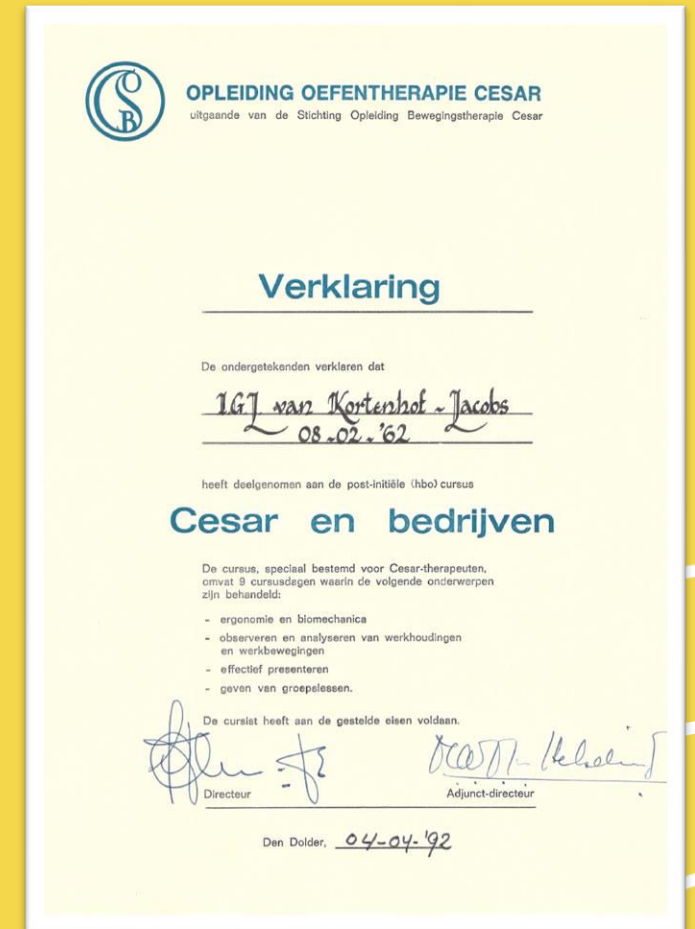 OPLEIDING OEFENTHERAPIE CESAR
uitgaande van de Stichting Opleiding Bewegingstherapie Cesar
Verklaring
De ondergetekenden verklaren dat
I.G.J. van Kortenhof - Jacobs
08-02-'62
heeft deelgenomen aan de post-initiële (hbo) cursus
Cesar en bedrijven
De cursus, speciaal bestemd voor Cesar-therapeuten,
omvat 9 cursusdagen waarin de volgende onderwerpen
zijn behandeld:
- ergonomie en biomechanica
- observeren en analyseren van werkhoudingen
en werkbewegingen
- effectief presenteren
- geven van groepslessen.
De cursist heeft aan de gestelde eisen voldaan.
Directeur
Adjunct-directeur
Den Dolder, 04-04-'92